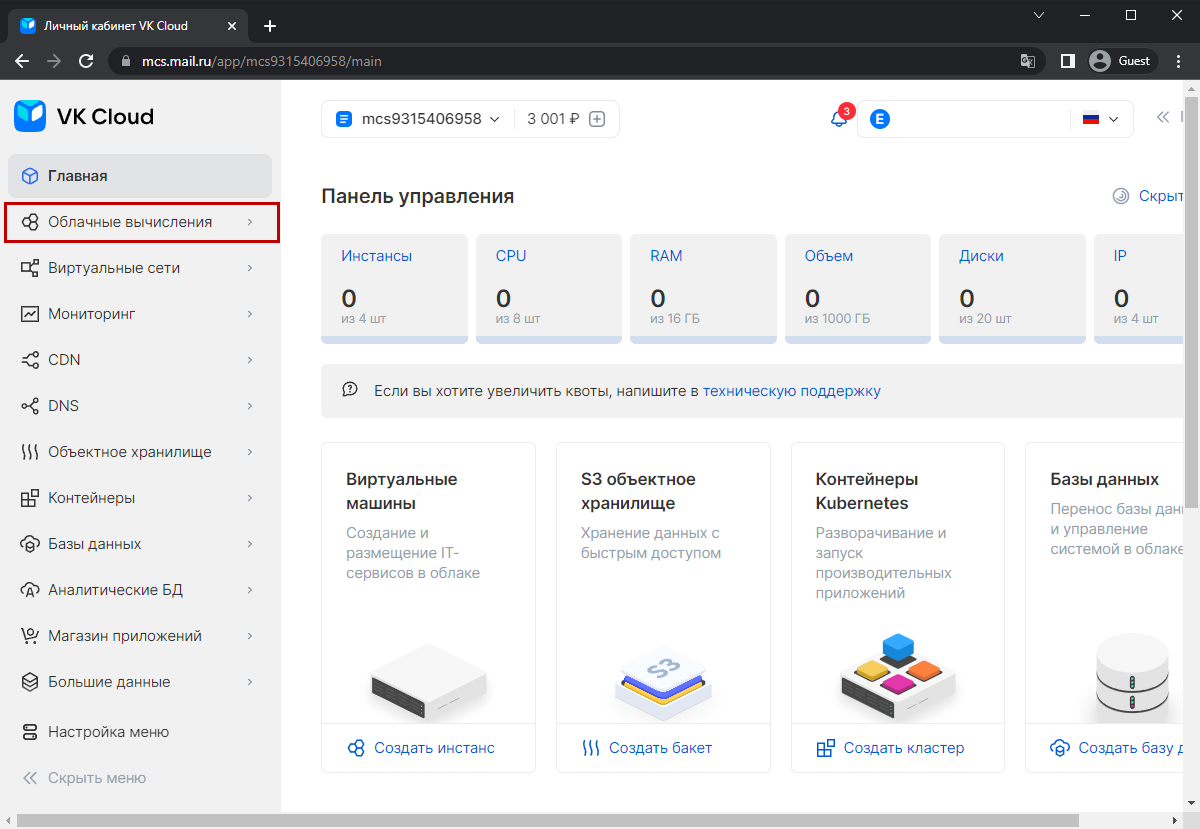 Личный кабинет VK Cloud
mcs.mail.ru/app/mcs9315406958/main
Guest
VK Cloud
mcs9315406958
3 001 ₽
3
E
Главная
Облачные вычисления
Виртуальные сети
Мониторинг
CDN
DNS
Объектное хранилище
Контейнеры
Базы данных
Аналитические БД
Магазин приложений
Большие данные
Настройка меню
Скрыть меню
Панель управления
Скрыт
Инстансы
0
из 4 шт
CPU
0
из 8 шт
RAM
0
из 16 ГБ
Объем
0
из 1000 ГБ
Диски
0
из 20 шт
IP
0
из 4 шт
Если вы хотите увеличить квоты, напишите в техническую поддержку
Виртуальные
машины
Создание и
размещение IT-
сервисов в облаке
Создать инстанс
S3 объектное
хранилище
Хранение данных с
быстрым доступом
S3
Создать бакет
Контейнеры
Kubernetes
Разворачивание и
запуск
производительных
приложений
Создать кластер
Базы данных
Перенос базы дан
и управление
системой в облаке
Создать базу д